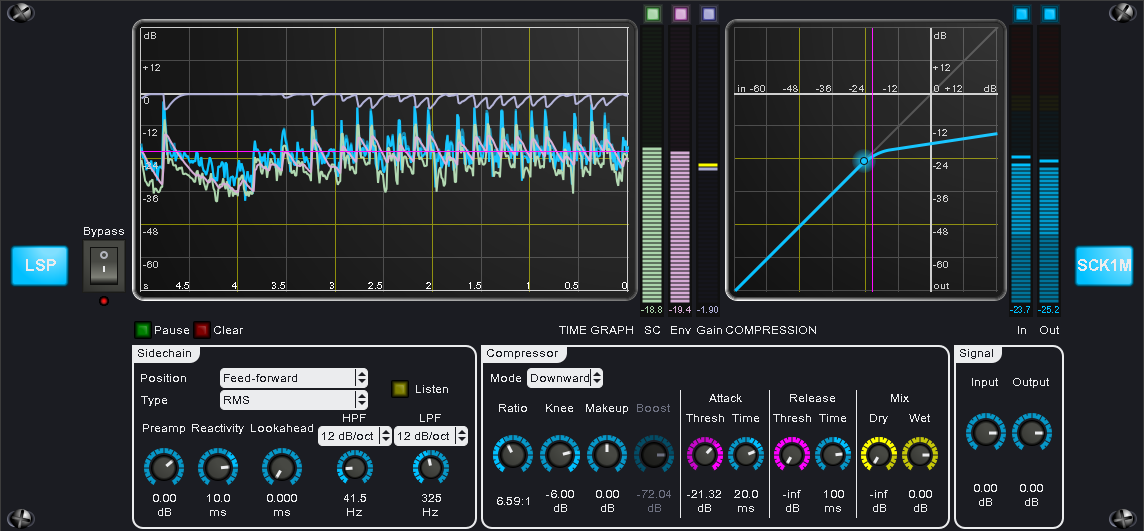 dB
+12
0
-12
-24
-36
-48
-60
s 4.5 4 3.5 3 2.5 2 1.5 1 0.5 0
-18.8 -19.4 -1.90
dB
+12
in -60 -48 -36 -24 -12 0 +12 dB
-12
-24
-36
-48
-60
out
-23.7 -25.2
Bypass
LSP
SCK1M
Pause Clear
TIME GRAPH SC Env Gain COMPRESSION In Out
Sidechain
Position Feed-forward
Type RMS
Listen
HPF LPF
12 dB/oct 12 dB/oct
Preamp Reactivity Lookahead
0.00 10.0 0.000 41.5 325
dB ms ms Hz Hz
Compressor
Mode Downward
Attack Release Mix
Ratio Knee Makeup Boost Thresh Time Thresh Time Dry Wet
6.59:1 -6.00 0.00 -72.04 -21.32 20.0 -inf 100 -inf 0.00
dB dB dB dB ms dB ms dB dB
Signal
Input Output
0.00 0.00
dB dB